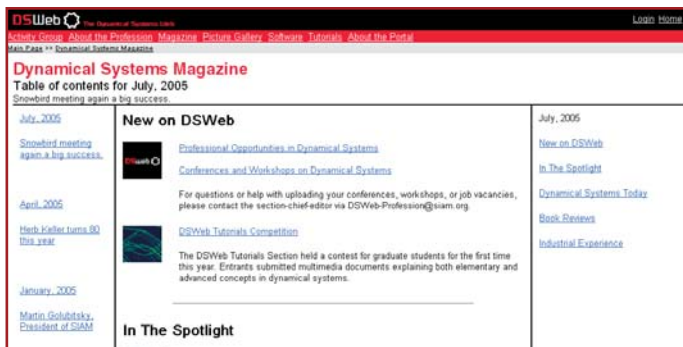 DSWeb The Dynamical Systems Web
Login Home
Activity Group About the Profession Magazine Picture Gallery Software Tutorials About the Portal
Main Page >> Dynamical Systems Magazine
Dynamical Systems Magazine
Table of contents for July, 2005
Snowbird meeting again a big success.
July, 2005
Snowbird meeting
again a big success.
April, 2005
Herb Keller turns 80
this year
January, 2005
Martin Golubitsky,
President of SIAM
New on DSWeb
DSWeb
Professional Opportunities in Dynamical Systems
Conferences and Workshops on Dynamical Systems
For questions or help with uploading your conferences, workshops, or job vacancies,
please contact the section-chief-editor via DSWeb-Profession@siam.org.
DSWeb Tutorials Competition
The DSWeb Tutorials Section held a contest for graduate students for the first time
this year. Entrants submitted multimedia documents explaining both elementary and
advanced concepts in dynamical systems.
In The Spotlight
July, 2005
New on DSWeb
In The Spotlight
Dynamical Systems Today
Book Reviews
Industrial Experience